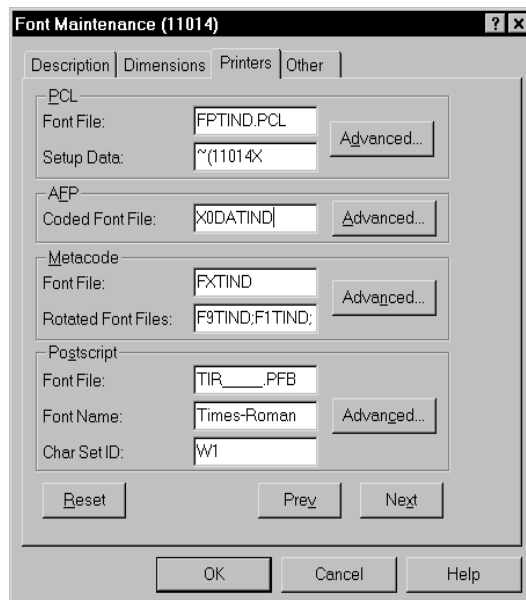 Font Maintenance (11014)
Description Dimensions Printers Other
PCL
Font File: FPTIND.PCL
Advanced...
Setup Data: ~(11014X
AFP
Coded Font File: X0DATIND Advanced...
Metacode
Font File: FXTIND
Advanced...
Rotated Font Files: F9TIND;F1TIND;
Postscript
Font File: TIR_____.PFB
Font Name: Times-Roman Advanced...
Char Set ID: W1
Reset Prev Next
OK Cancel Help